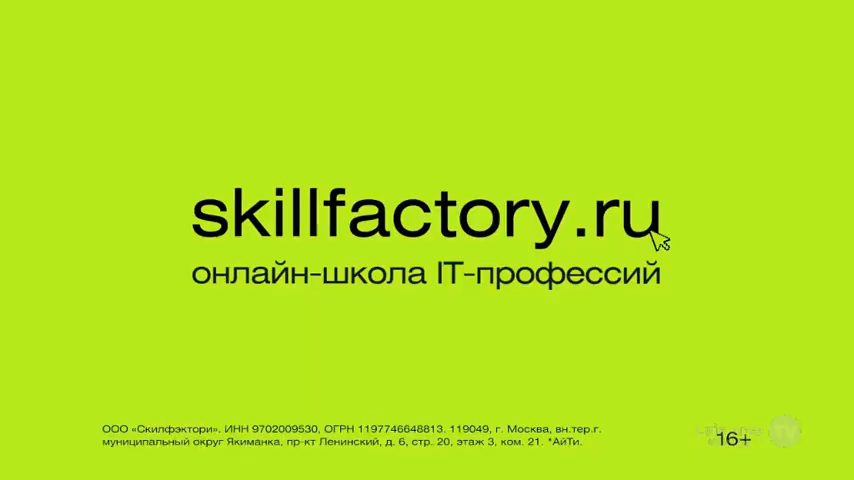 skillfactory.ru
онлайн-школа IT-профессий
ООО «Скилфэктори». ИНН 9702009530, ОГРН 1197746648813. 119049, г. Москва, вн.тер.г.
муниципальный округ Якиманка, пр-кт Ленинский, д. 6, стр. 20, этаж 3, ком. 21. *АйТи.
16+